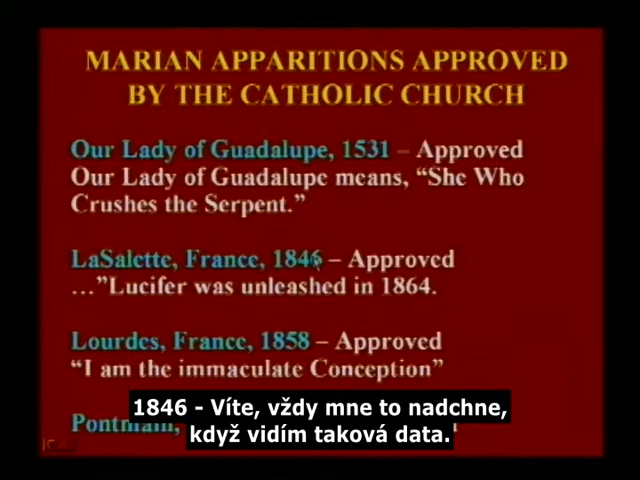 MARIAN APPARITIONS APPROVED
BY THE CATHOLIC CHURCH
Our Lady of Guadalupe, 1531 – Approved
Our Lady of Guadalupe means, “She Who
Crushes the Serpent.”
LaSalette, France, 1846 – Approved
…”Lucifer was unleashed in 1864.
Lourdes, France, 1858 – Approved
“I am the immaculate Conception”
Pontmain,
1846 - Víte, vždy mne to nadchne,
když vidím taková data.